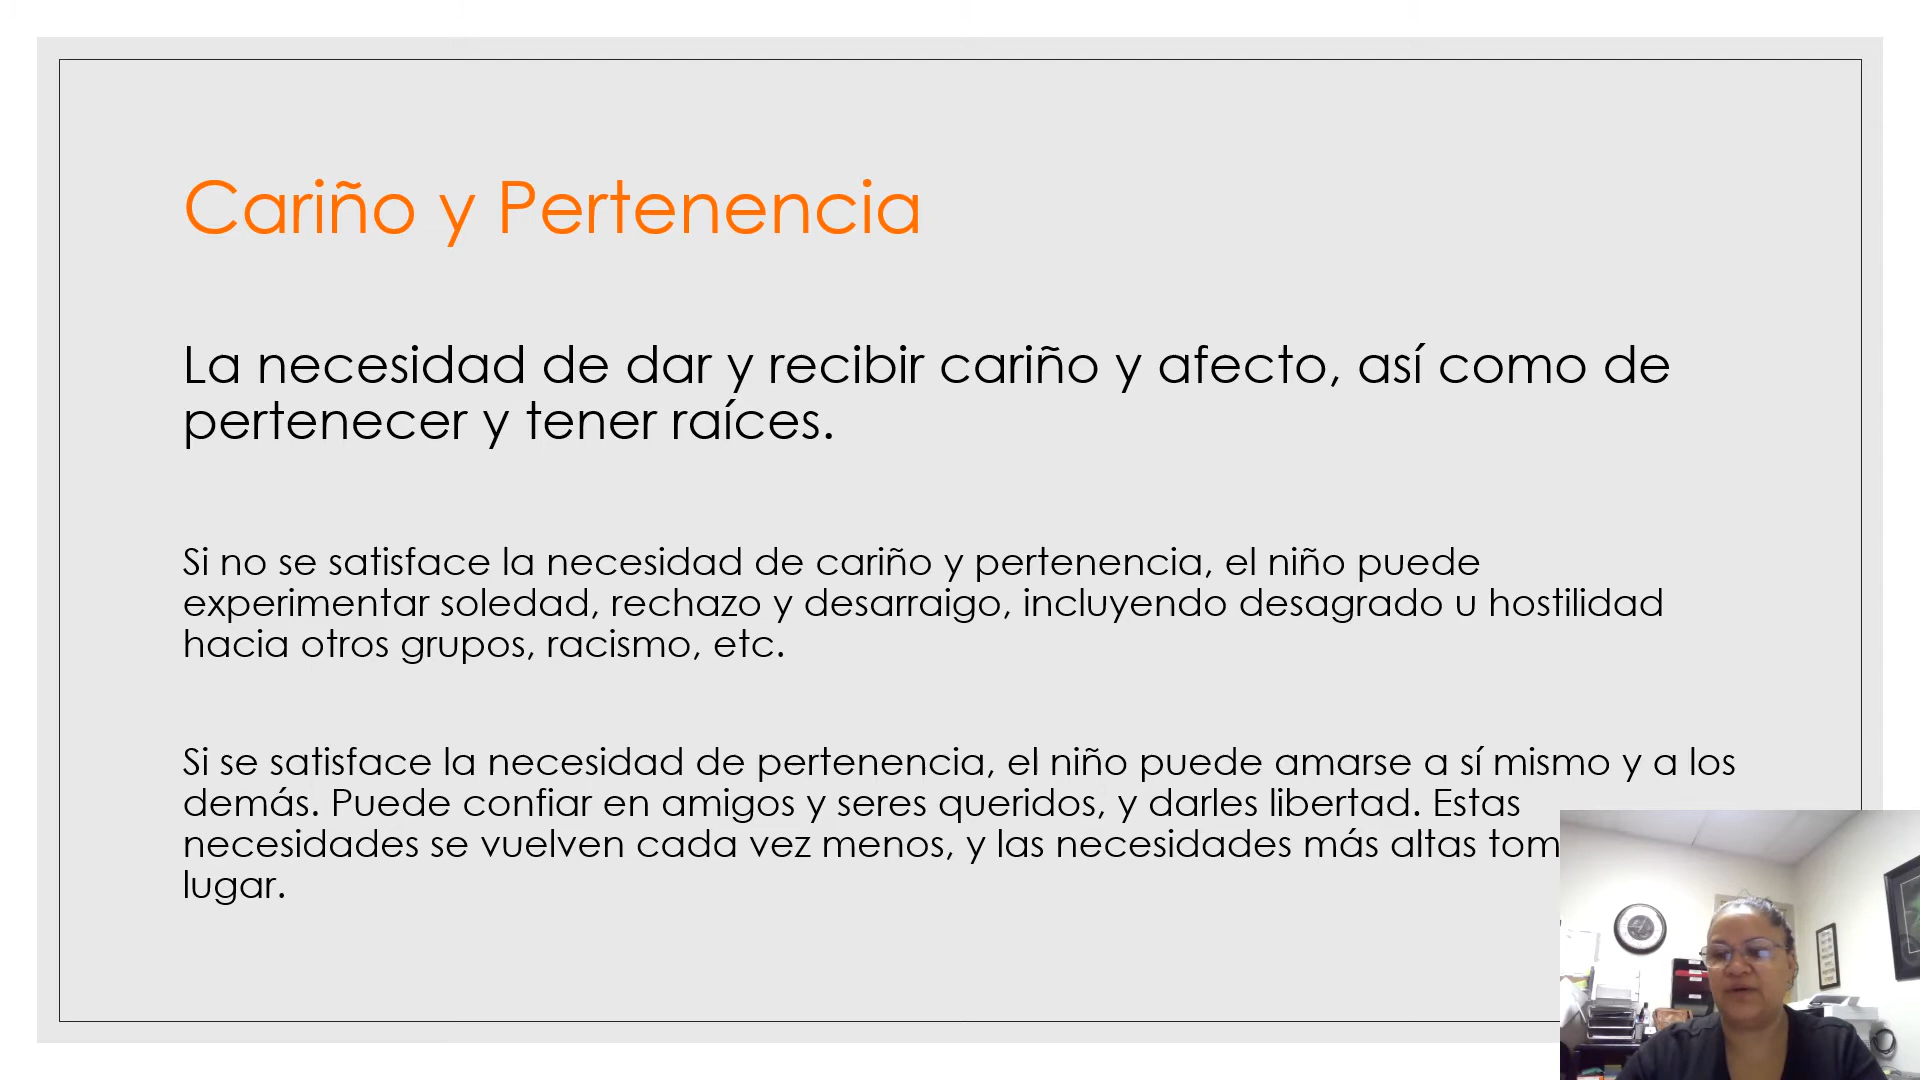 Cariño y Pertenencia
La necesidad de dar y recibir cariño y afecto, así como de
pertenecer y tener raíces.
Si no se satisface la necesidad de cariño y pertenencia, el niño puede
experimentar soledad, rechazo y desarraigo, incluyendo desagrado u hostilidad
hacia otros grupos, racismo, etc.
Si se satisface la necesidad de pertenencia, el niño puede amarse a sí mismo y a los
demás. Puede confiar en amigos y seres queridos, y darles libertad. Estas
necesidades se vuelven cada vez menos, y las necesidades más altas tom
lugar.